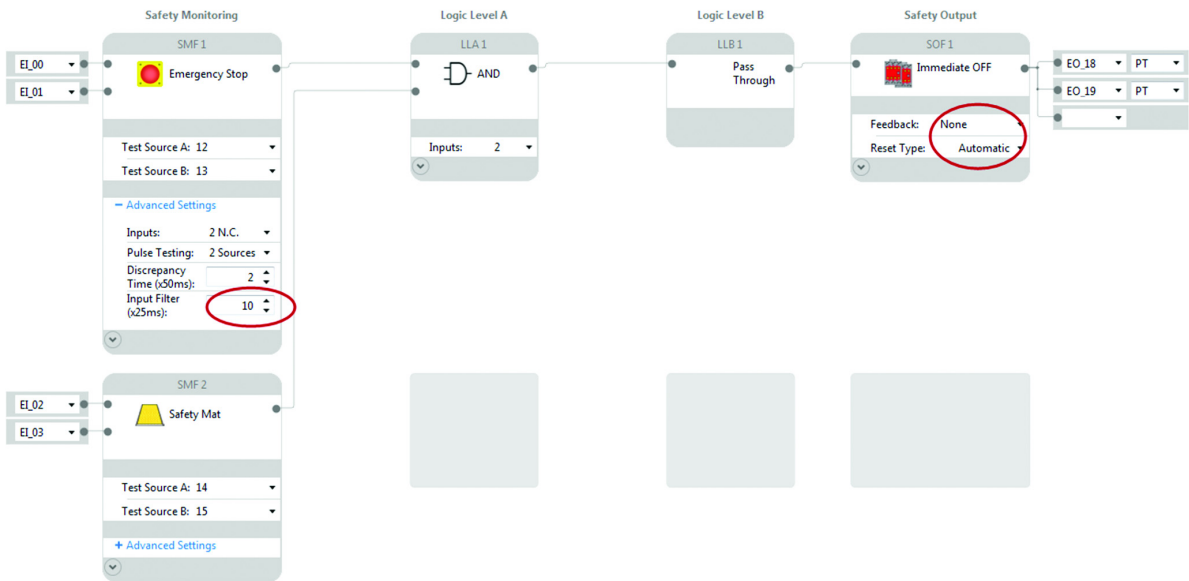 Safety Monitoring
Logic Level A
Logic Level B
Safety Output
SMF 1
EI_00
EI_01
Emergency Stop
Test Source A: 12
Test Source B: 13
Advanced Settings
Inputs: 2 N.C.
Pulse Testing: 2 Sources
Discrepancy
Time (x50ms): 2
Input Filter
(x25ms): 10
LLA 1
AND
Inputs: 2
LLB 1
Pass
Through
SOF 1
Immediate OFF
Feedback: None
Reset Type: Automatic
EO_18 PT
EO_19 PT
SMF 2
EI_02
EI_03
Safety Mat
Test Source A: 14
Test Source B: 15
Advanced Settings